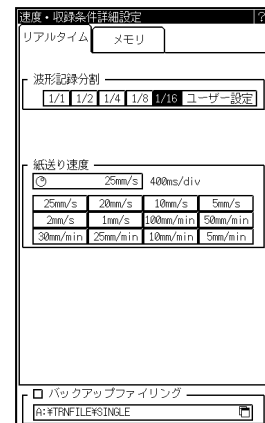 速度・収録条件詳細設定 ?
リアルタイム メモリ
波形記録分割
1/1 1/2 1/4 1/8 1/16 ユーザー設定
紙送り速度
25mm/s 400ms/div
25mm/s 20mm/s 10mm/s 5mm/s
2mm/s 1mm/s 100mm/min 50mm/min
30mm/min 25mm/min 10mm/min 5mm/min
バックアップファイリング
A:¥TRNFILE¥SINGLE